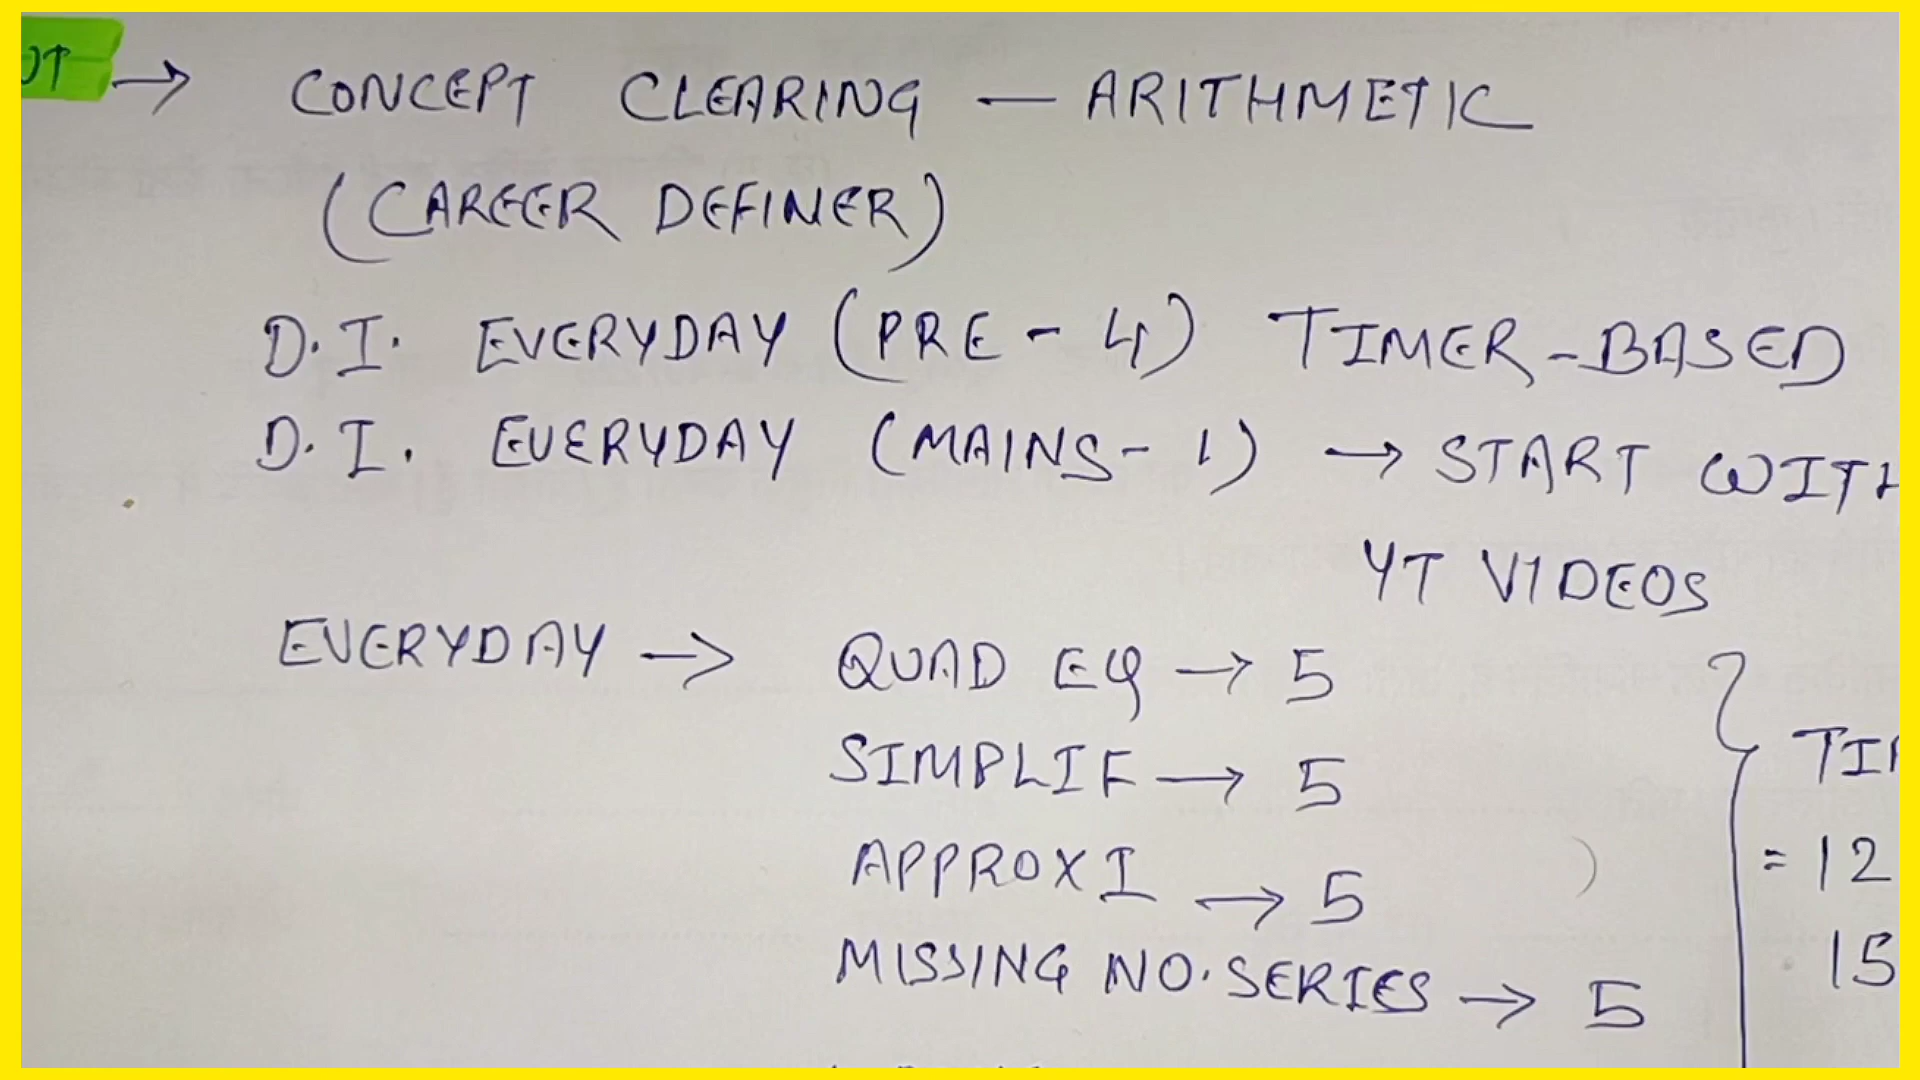 → CONCEPT CLEARING — ARITHMETIC
(CAREER DEFINER)
D.I. EVERYDAY (PRE - 4) TIMER-BASED
D.I. EVERYDAY (MAINS - 1) → START WITH
YT VIDEOS
EVERYDAY → QUAD EQ → 5
SIMPLIF → 5
APPROXI → 5
MISSING NO. SERIES → 5
= 12
15